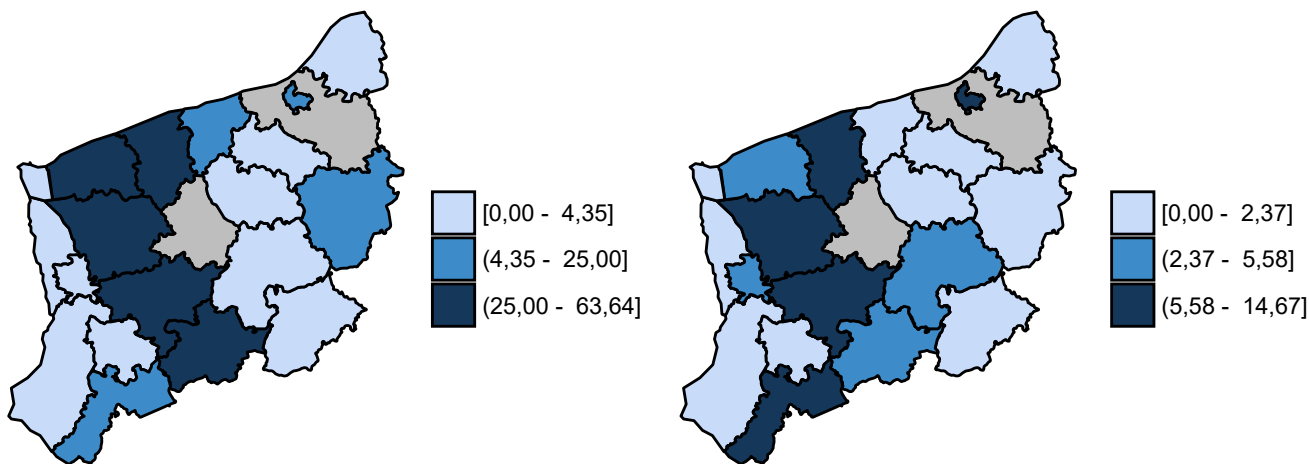 [0,00 - 4,35]
(4,35 - 25,00]
(25,00 - 63,64]
[0,00 - 2,37]
(2,37 - 5,58]
(5,58 - 14,67]